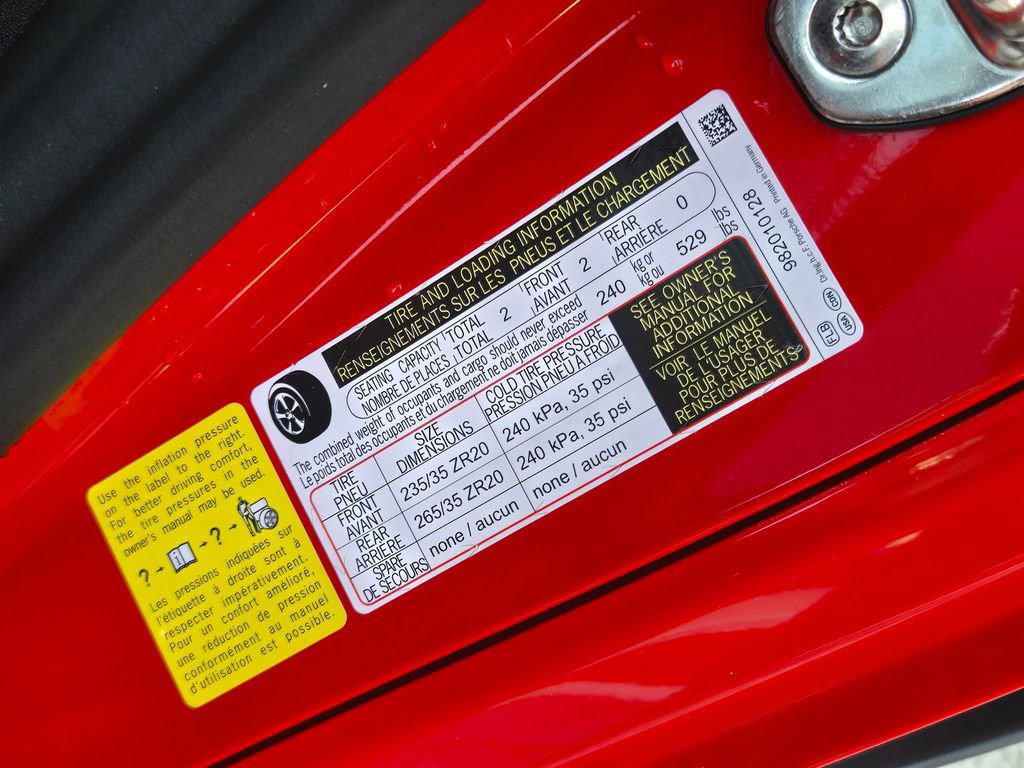 Use the inflation pressure
on the label to the right.
For better driving comfort,
the tire pressures in the
owner's manual may be used.
? → i → ? →
Les pressions indiquées sur
l'étiquette à droite sont à
respecter impérativement.
Pour un confort amélioré,
une réduction de pression
conformément au manuel
d'utilisation est possible.
TIRE AND LOADING INFORMATION
RENSEIGNEMENTS SUR LES PNEUS ET LE CHARGEMENT
SEATING CAPACITY TOTAL 2 FRONT 2 REAR 0
NOMBRE DE PLACES TOTAL AVANT ARRIÈRE
The combined weight of occupants and cargo should never exceed 240 kg or 529 lbs
Le poids total des occupants et du chargement ne doit jamais dépasser kg ou lbs
TIRE SIZE COLD TIRE PRESSURE
PNEU DIMENSIONS PRESSION PNEU À FROID
FRONT 235/35 ZR20 240 kPa, 35 psi
AVANT
REAR 265/35 ZR20 240 kPa, 35 psi
ARRIÈRE
SPARE none / aucun none / aucun
DE SECOURS
SEE OWNER'S
MANUAL FOR
ADDITIONAL
INFORMATION
VOIR LE MANUEL
DE L'USAGER
POUR PLUS DE
RENSEIGNEMENTS
982010128
FLB CDN USA
Dr.Ing.h.c.F. Porsche AG Printed in Germany